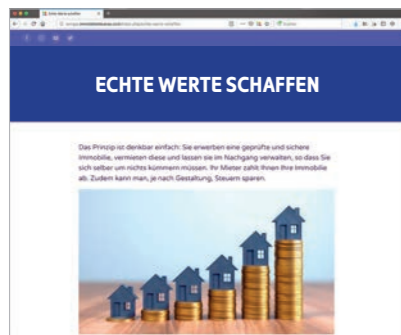 ECHTE WERTE SCHAFFEN
Das Prinzip ist denkbar einfach: Sie erwerben eine geprüfte und sichere
Immobilie, vermieten diese und lassen sie im Nachgang verwalten, so dass Sie
sich selber um nichts kümmern müssen. Ihr Mieter zahlt Ihnen Ihre Immobilie
ab. Zudem kann man, je nach Gestaltung, Steuern sparen.